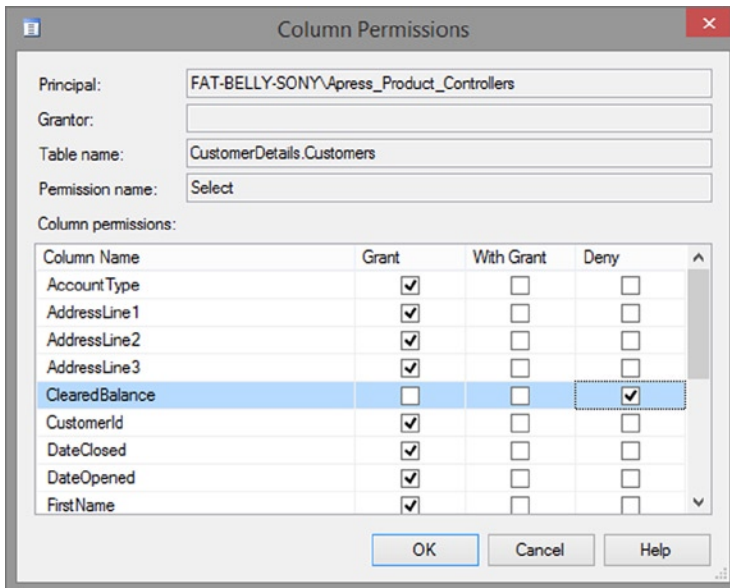 Column Permissions
Principal: FAT-BELLY-SONY\Apress_Product_Controllers
Grantor:
Table name: CustomerDetails.Customers
Permission name: Select
Column permissions:
Column Name Grant With Grant Deny
AccountType
AddressLine1
AddressLine2
AddressLine3
ClearedBalance
CustomerId
DateClosed
DateOpened
FirstName
OK Cancel Help